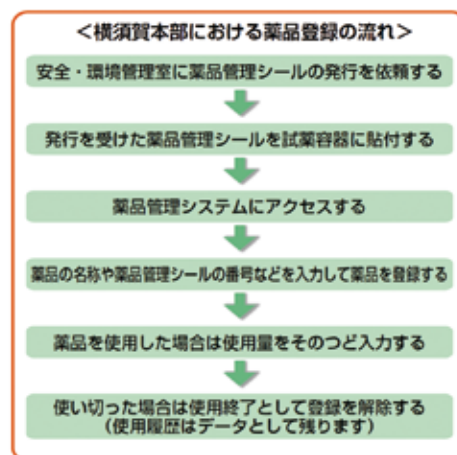 ＜横須賀本部における薬品登録の流れ＞
安全・環境管理室に薬品管理シールの発行を依頼する
発行を受けた薬品管理シールを試薬容器に貼付する
薬品管理システムにアクセスする
薬品の名称や薬品管理シールの番号などを入力して薬品を登録する
薬品を使用した場合は使用量をそのつど入力する
使い切った場合は使用終了として登録を解除する
（使用履歴はデータとして残ります）